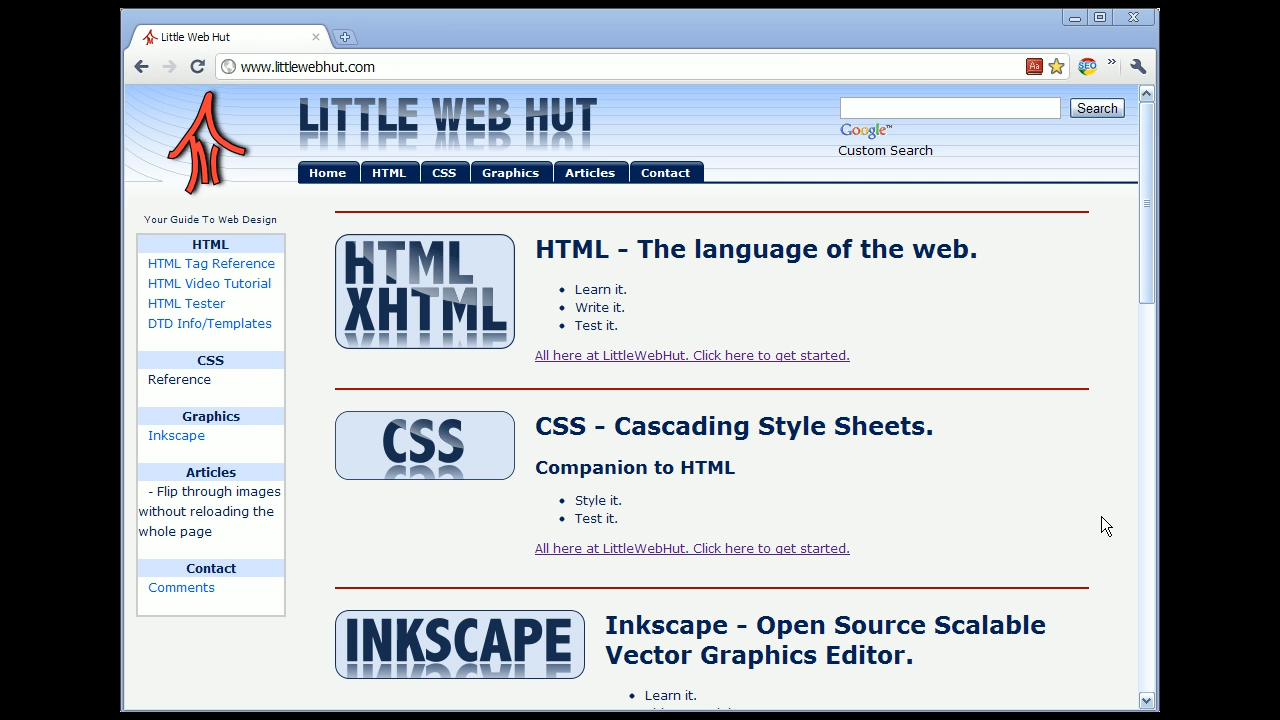 Little Web Hut
www.littlewebhut.com
Aa
SEO
LITTLE WEB HUT
Search
Google™
Custom Search
Home HTML CSS Graphics Articles Contact
Your Guide To Web Design
HTML
HTML Tag Reference
HTML Video Tutorial
HTML Tester
DTD Info/Templates
CSS
Reference
Graphics
Inkscape
Articles
- Flip through images
without reloading the
whole page
Contact
Comments
HTML
XHTML
HTML - The language of the web.
• Learn it.
• Write it.
• Test it.
All here at LittleWebHut. Click here to get started.
CSS
CSS - Cascading Style Sheets.
Companion to HTML
• Style it.
• Test it.
All here at LittleWebHut. Click here to get started.
INKSCAPE
Inkscape - Open Source Scalable
Vector Graphics Editor.
• Learn it.